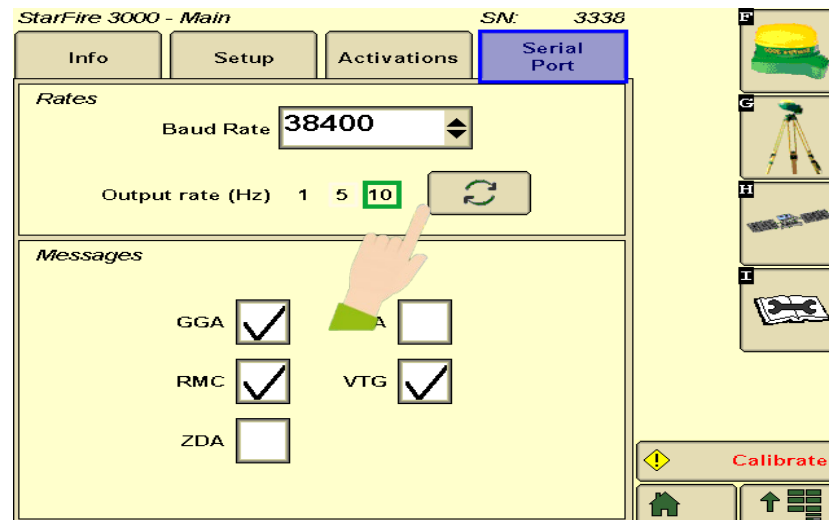 StarFire 3000 - Main SN: 3338
Info Setup Activations Serial Port
Rates
Baud Rate 38400
Output rate (Hz) 1 5 10
Messages
GGA
RMC VTG
ZDA
F
G
H
I
Calibrate